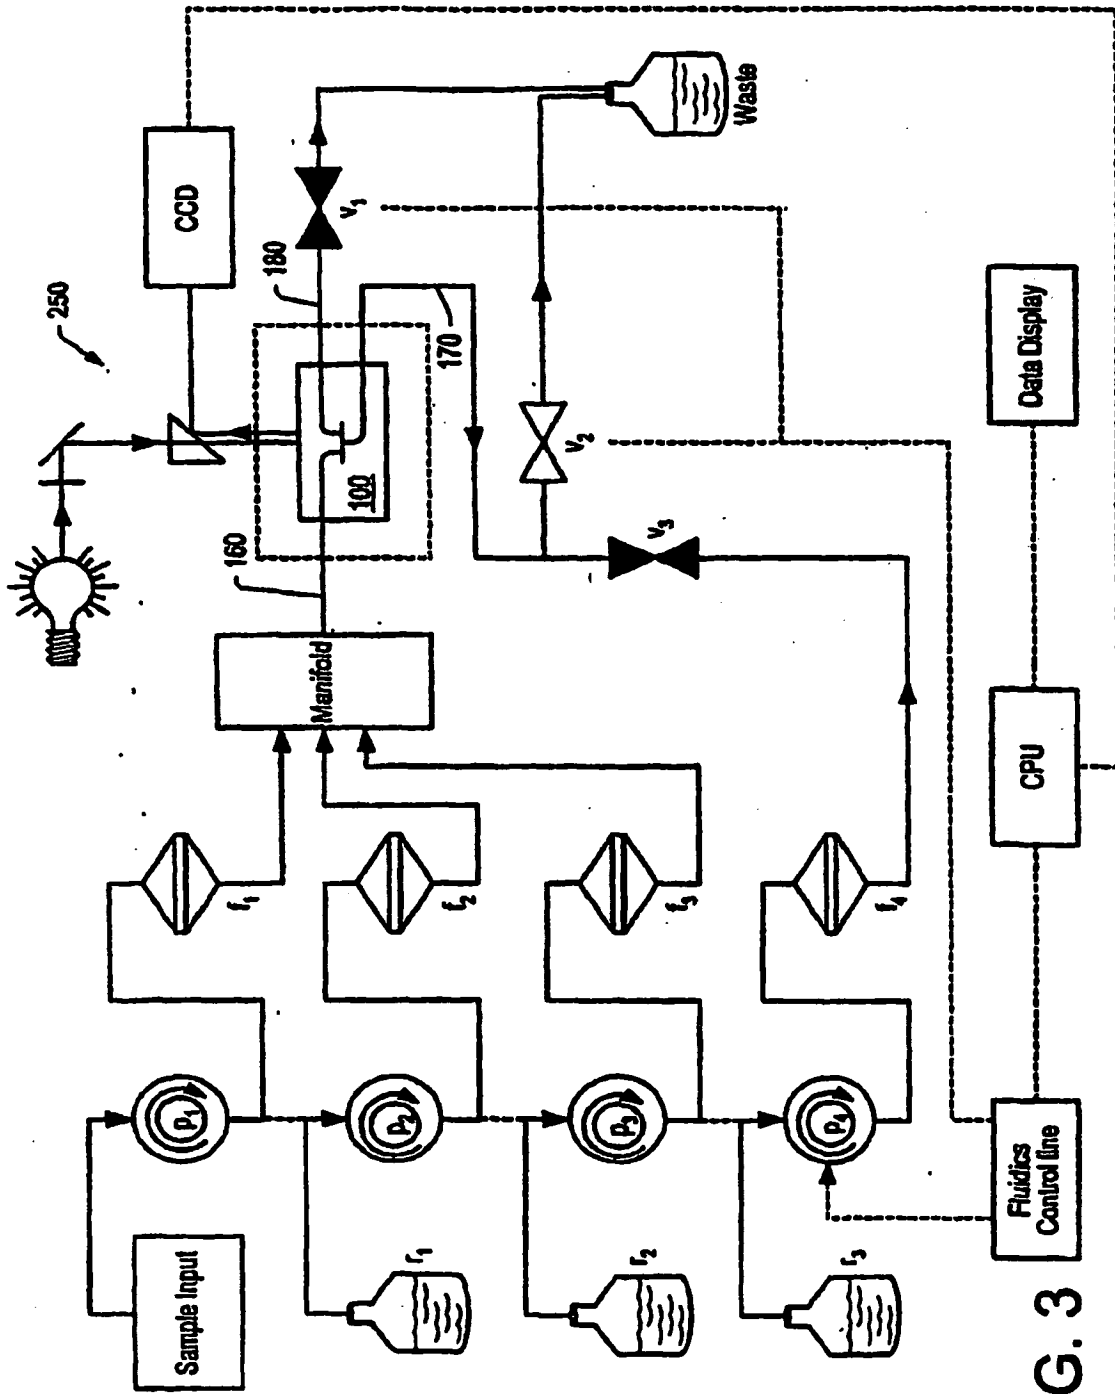 250
CCD
160
100
180
170
V1
V2
V3
Waste
Manifold
f1
f2
f3
f4
P1
P2
P3
P4
Sample Input
r1
r2
r3
Fluidics
Control line
CPU
Data Display
G. 3